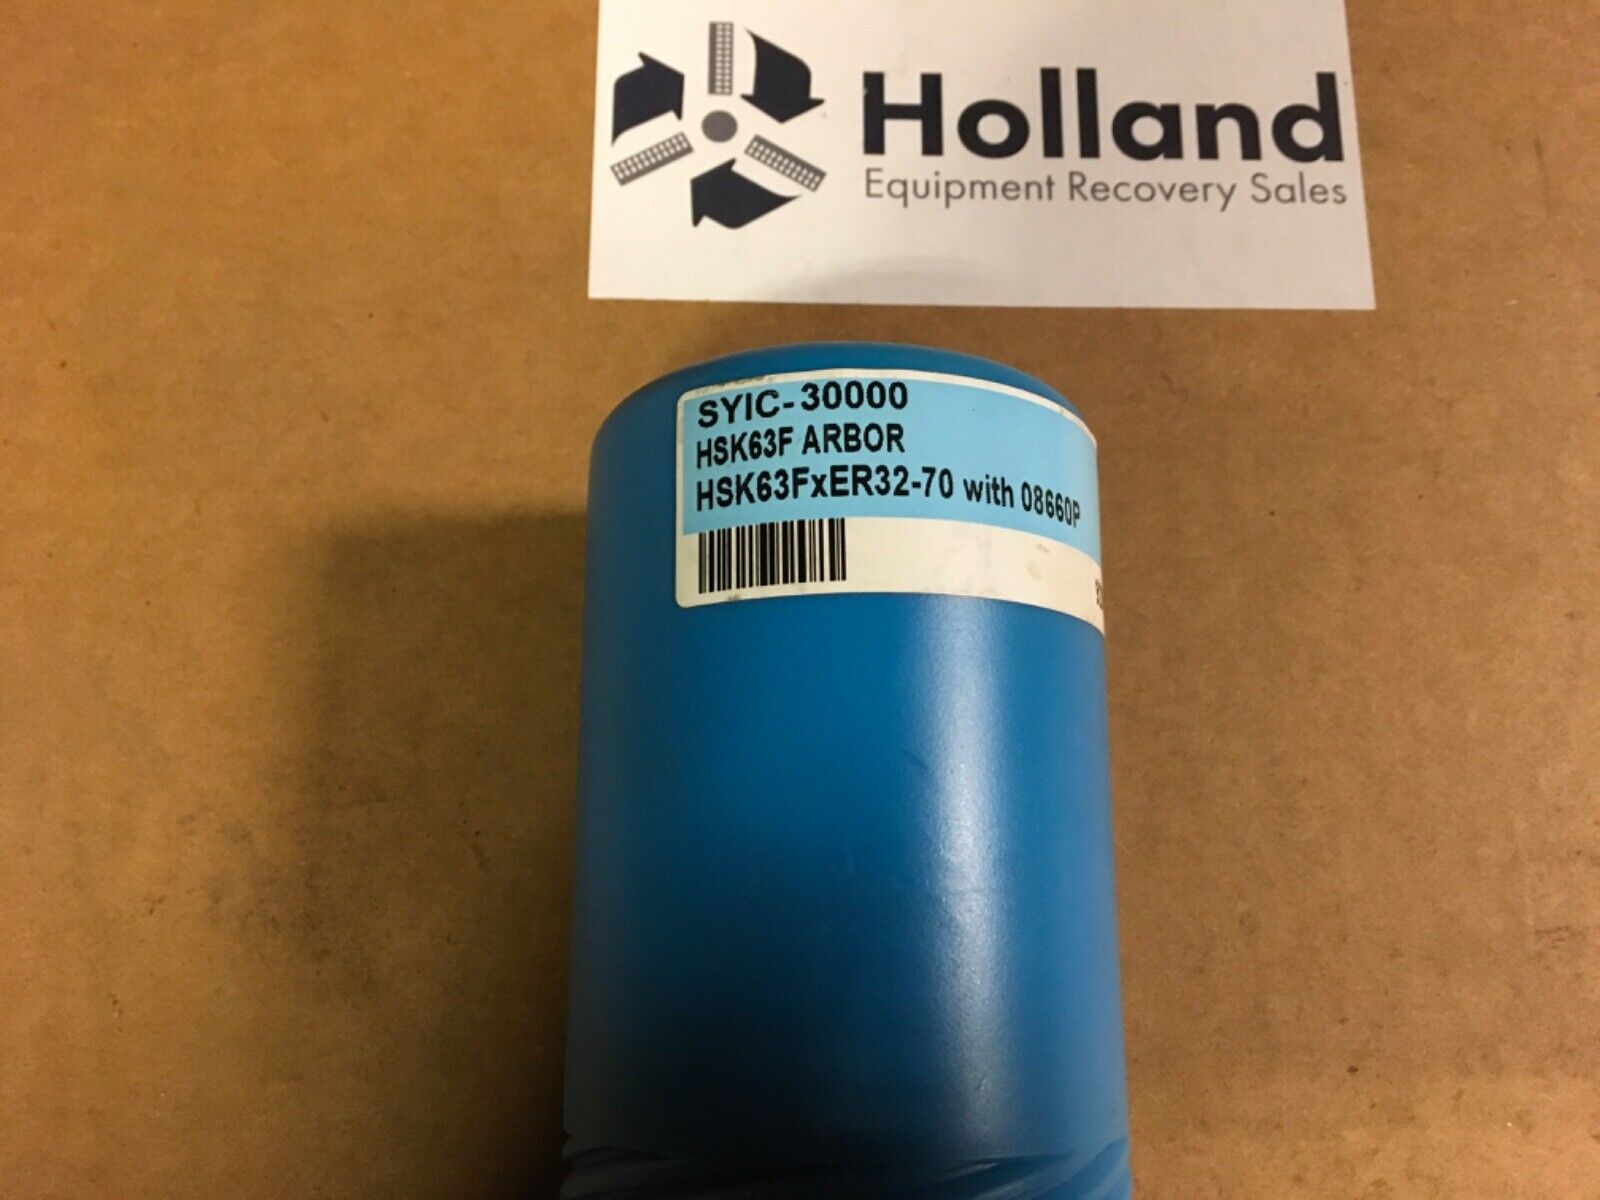 Holland
Equipment Recovery Sales
SYIC-30000
HSK63F ARBOR
HSK63FxER32-70 with 08660P